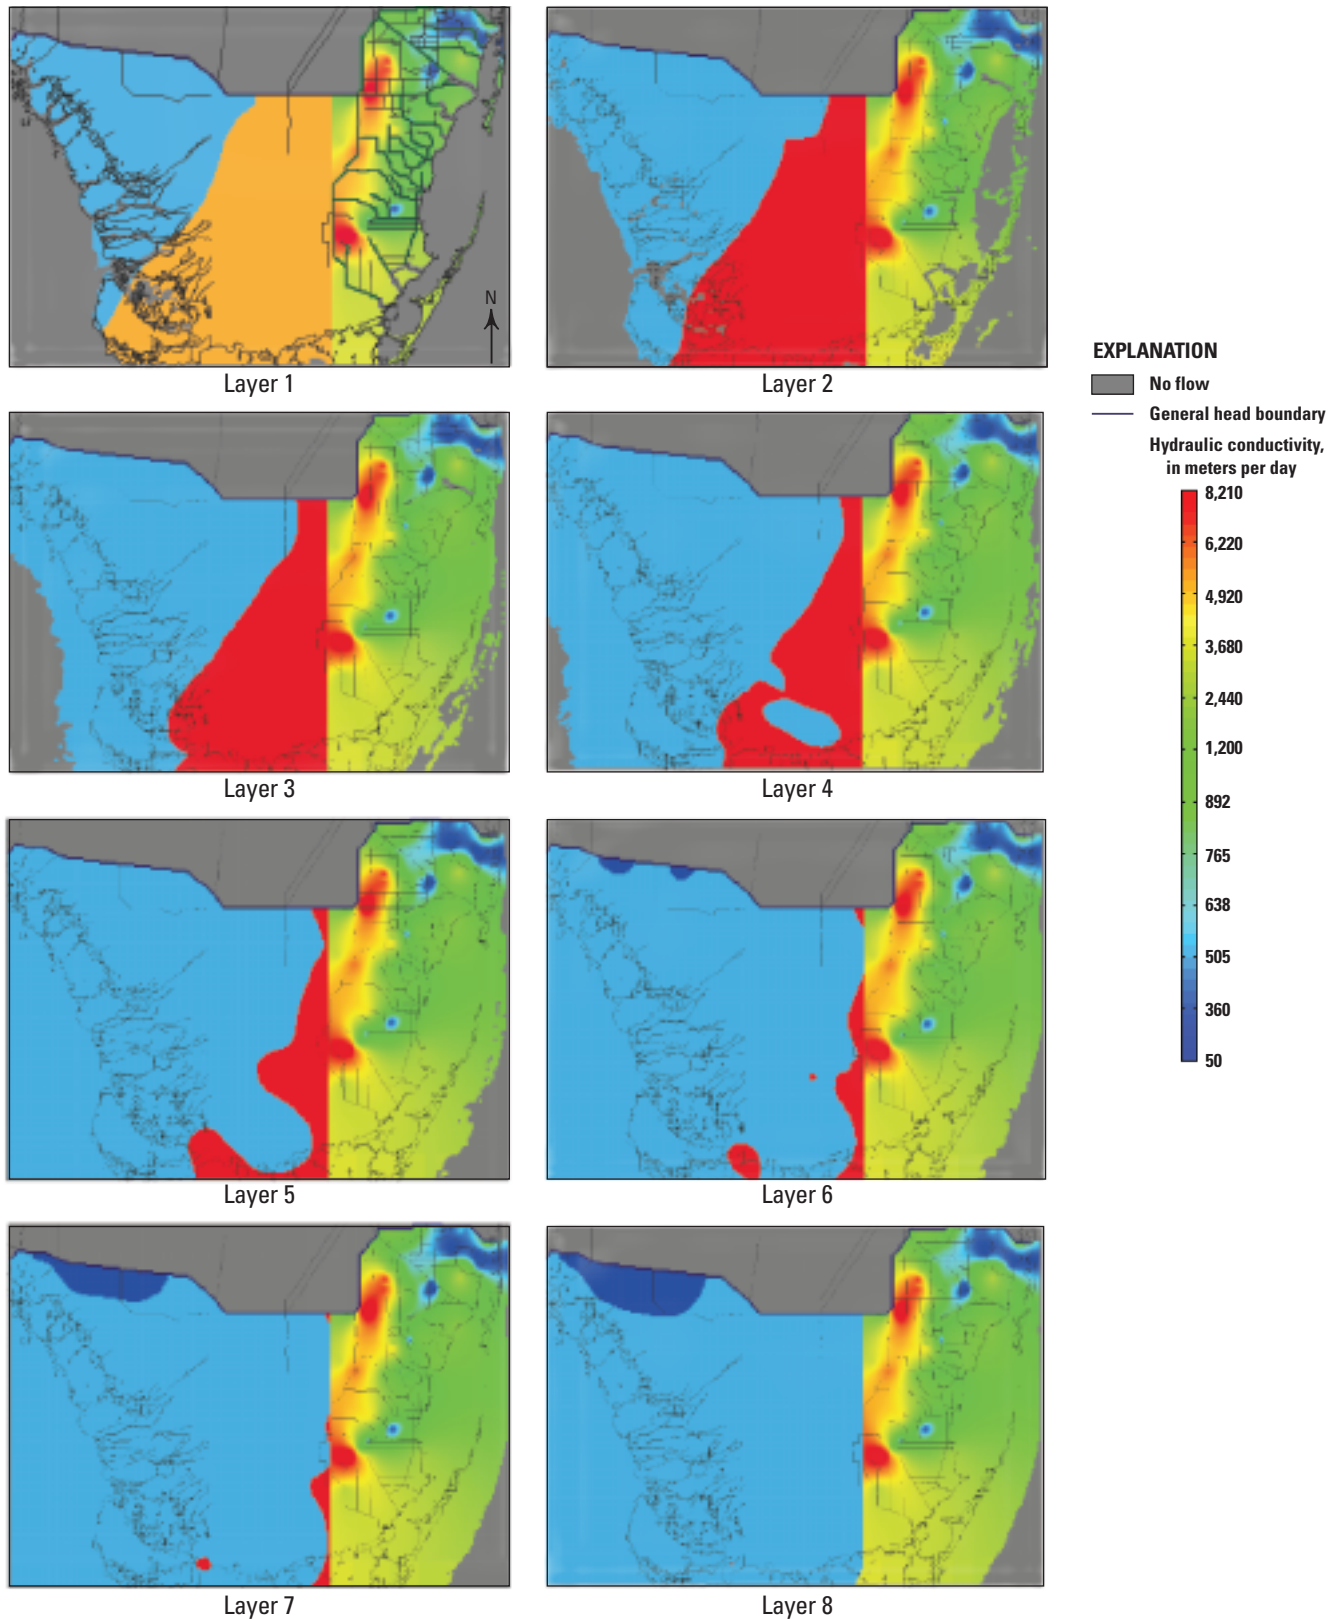 N
Layer 1
Layer 2
EXPLANATION
No flow
General head boundary
Hydraulic conductivity,
in meters per day
8,210
6,220
4,920
3,680
2,440
1,200
892
765
638
505
360
50
Layer 3
Layer 4
Layer 5
Layer 6
Layer 7
Layer 8